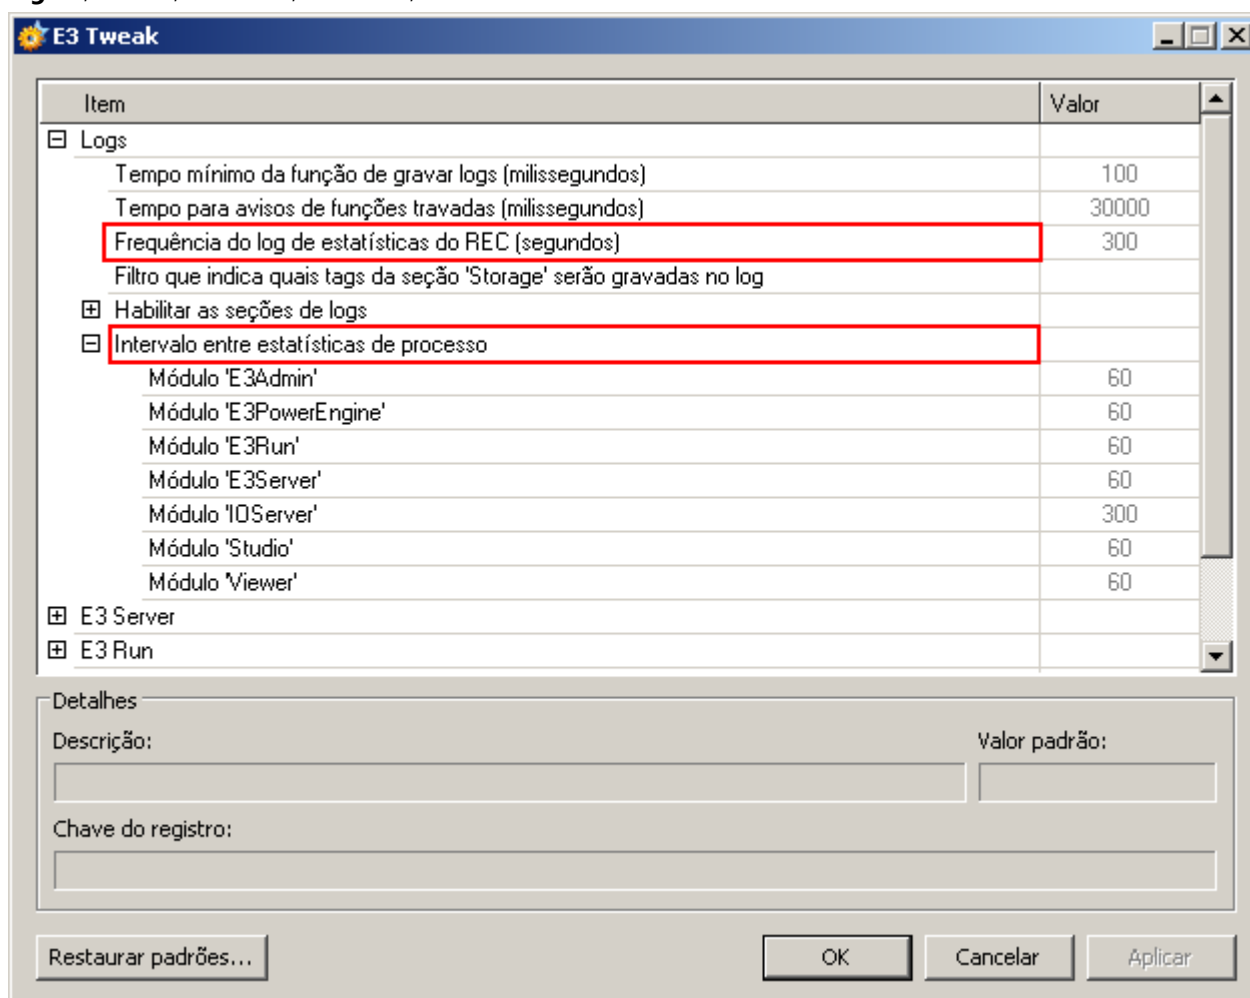 E3 Tweak
Item Valor
Logs
Tempo mínimo da função de gravar logs (milissegundos) 100
Tempo para avisos de funções travadas (milissegundos) 30000
Frequência do log de estatísticas do REC (segundos) 300
Filtro que indica quais tags da seção 'Storage' serão gravadas no log
Habilitar as seções de logs
Intervalo entre estatísticas de processo
Módulo 'E3Admin' 60
Módulo 'E3PowerEngine' 60
Módulo 'E3Run' 60
Módulo 'E3Server' 60
Módulo 'IOServer' 300
Módulo 'Studio' 60
Módulo 'Viewer' 60
E3 Server
E3 Run
Detalhes
Descrição: Valor padrão:
Chave do registro:
Restaurar padrões... OK Cancelar Aplicar